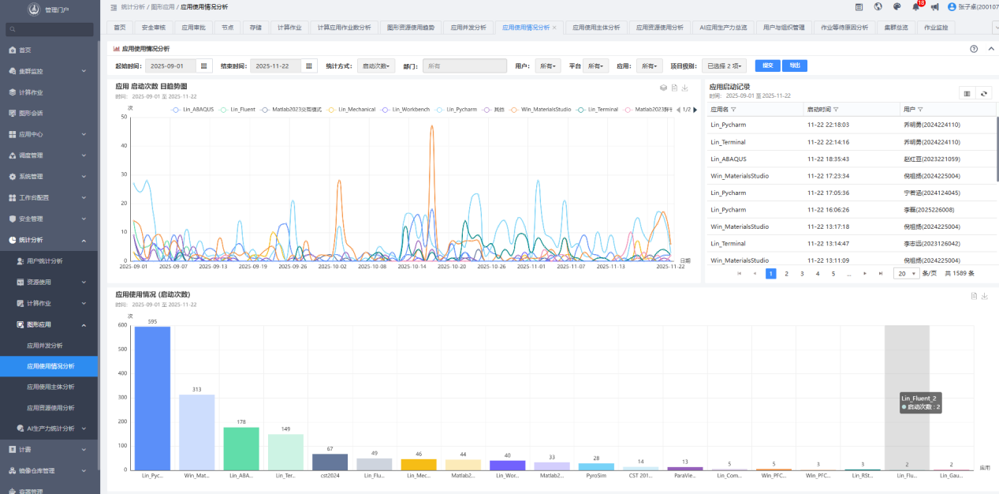 管理门户
统计分析 / 图形应用 / 应用使用情况分析
18
张子卓(200107
首页
安全审核
应用审批
节点
存储
计算作业
计算应用作业数分析
图形资源使用趋势
应用并发分析
应用使用情况分析 ×
应用使用主体分析
应用资源使用分析
AI应用生产力总览
用户与组织管理
作业等待原因分析
集群总览
作业监控
首页
集群监控
计算作业
图形会话
应用中心
调度管理
系统管理
工作台配置
安全管理
统计分析
用户统计分析
资源使用
计算作业
图形应用
应用并发分析
应用使用情况分析
应用使用主体分析
应用资源使用分析
AI生产力统计分析
计费
镜像仓库管理
容器管理
应用使用情况分析
起始时间: 2025-09-01 结束时间: 2025-11-22 统计方式: 启动次数 部门: 所有 用户: 所有 平台 所有 应用: 所有 项目级别: 已选择 2 项 提交 导出
应用 启动次数 日趋势图
时间: 2025-09-01 至 2025-11-22
Lin_ABAQUS Lin_Fluent Matlab2023交互模式 Lin_Mechanical Lin_Workbench Lin_Pycharm 其他 Win_MaterialsStudio Lin_Terminal 1/2
次
50
40
30
20
10
0
2025-09-01 2025-09-07 2025-09-13 2025-09-19 2025-09-26 2025-10-02 2025-10-08 2025-10-14 2025-10-20 2025-10-26 2025-11-01 2025-11-07 2025-11-13 2025-11-22
日期
应用启动记录
时间: 2025-09-01 至 2025-11-22
应用名 启动时间 用户
Lin_Pycharm 11-22 22:18:03 乔明勇(2024224110)
Lin_Terminal 11-22 22:14:16 乔明勇(2024224110)
Lin_ABAQUS 11-22 18:35:43 赵红豆(2023221059)
Win_MaterialsStudio 11-22 17:23:34 倪祖扬(2024225004)
Lin_Pycharm 11-22 17:05:36 宁若涵(2024124045)
Lin_Pycharm 11-22 16:06:26 李磊(2025226008)
Win_MaterialsStudio 11-22 13:17:18 倪祖扬(2024225004)
Lin_Terminal 11-22 13:14:47 李志远(2023126042)
Win_MaterialsStudio 11-22 13:11:09 倪祖扬(2024225004)
1 2 3 4 5 ... 20 条/页 共 1589 条
应用使用情况 (启动次数)
时间: 2025-09-01 至 2025-11-22
次
600
500
400
300
200
100
0
595 313 178 149 67 49 46 44 40 33 28 14 13 5 5 3 3 2 2
Lin_Fluent_2
启动次数 : 2
Lin_Pyc... Win_Mat... Lin_ABA... Lin_Ter... cst2024 Lin_Flu... Lin_Mec... Matlab2... Lin_Wor... Matlab2... PyroSim CST 201... ParaVie... Lin_Com... Win_PFC... Win_PFC... Lin_RSt... Lin_Flu... Lin_Gau...
应用